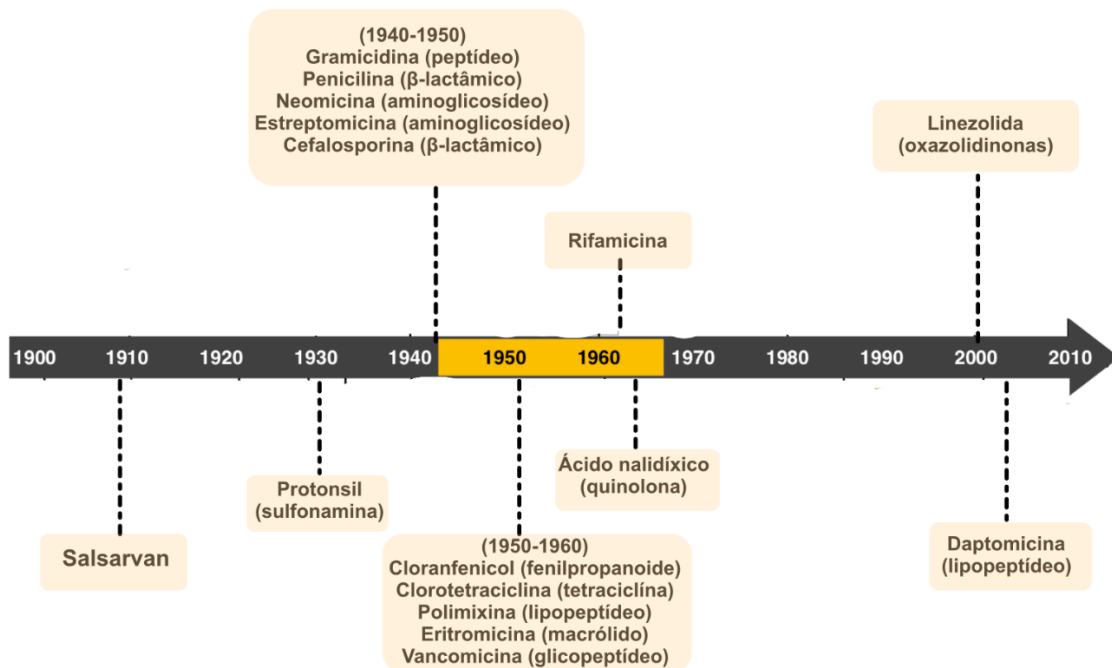 (1940-1950)
Gramicidina (peptídeo)
Penicilina (β-lactâmico)
Neomicina (aminoglicosídeo)
Estreptomicina (aminoglicosídeo)
Cefalosporina (β-lactâmico)
Linezolida
(oxazolidinonas)
Rifamicina
1900 1910 1920 1930 1940 1950 1960 1970 1980 1990 2000 2010
Protonsil
(sulfonamina)
Ácido nalidíxico
(quinolona)
Salsarvan
(1950-1960)
Cloranfenicol (fenilpropanoide)
Clorotetraciclina (tetraciclína)
Polimixina (lipopeptídeo)
Eritromicina (macrólido)
Vancomicina (glicopeptídeo)
Daptomicina
(lipopeptídeo)